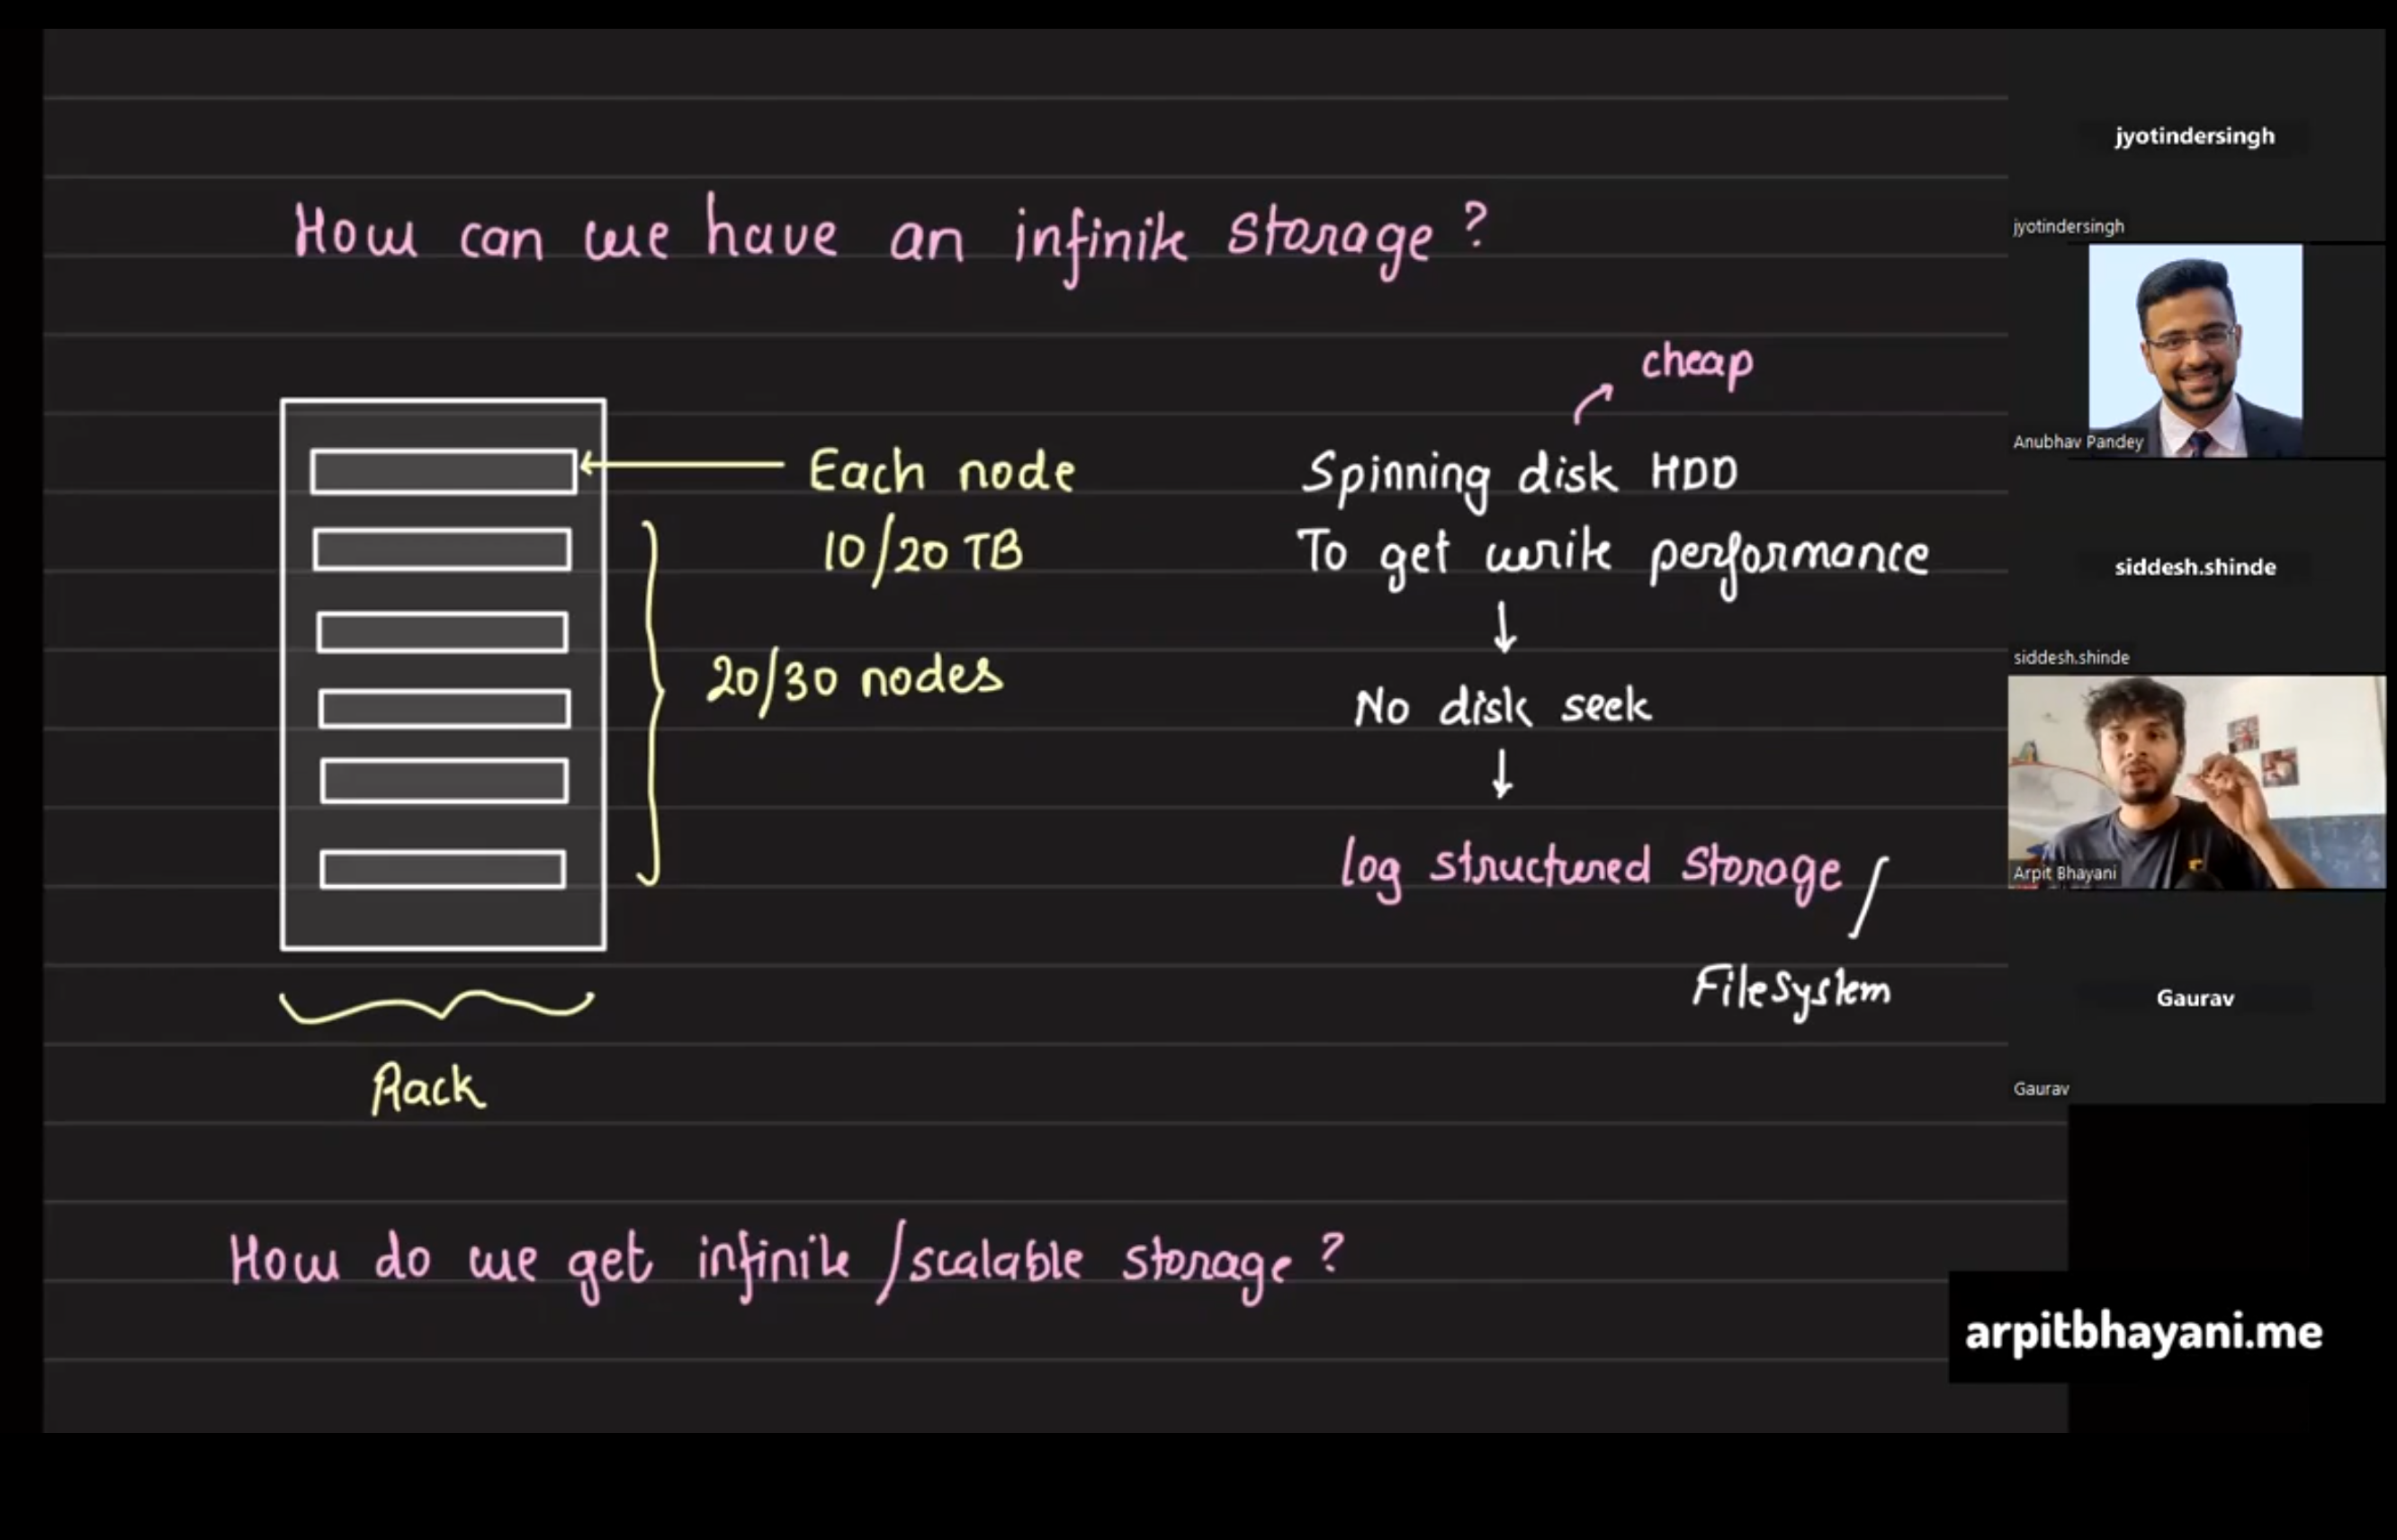 How can we have an infinite storage?
cheap
Each node
10/20 TB
20/30 nodes
Rack
Spinning disk HDD
To get write performance
No disk seek
log structured storage/
Filesystem
How do we get infinite/scalable storage?
jyotindersingh
jyotindersingh
Anubhav Pandey
siddesh.shinde
siddesh.shinde
Arpit Bhayani
Gaurav
Gaurav
arpitbhayani.me